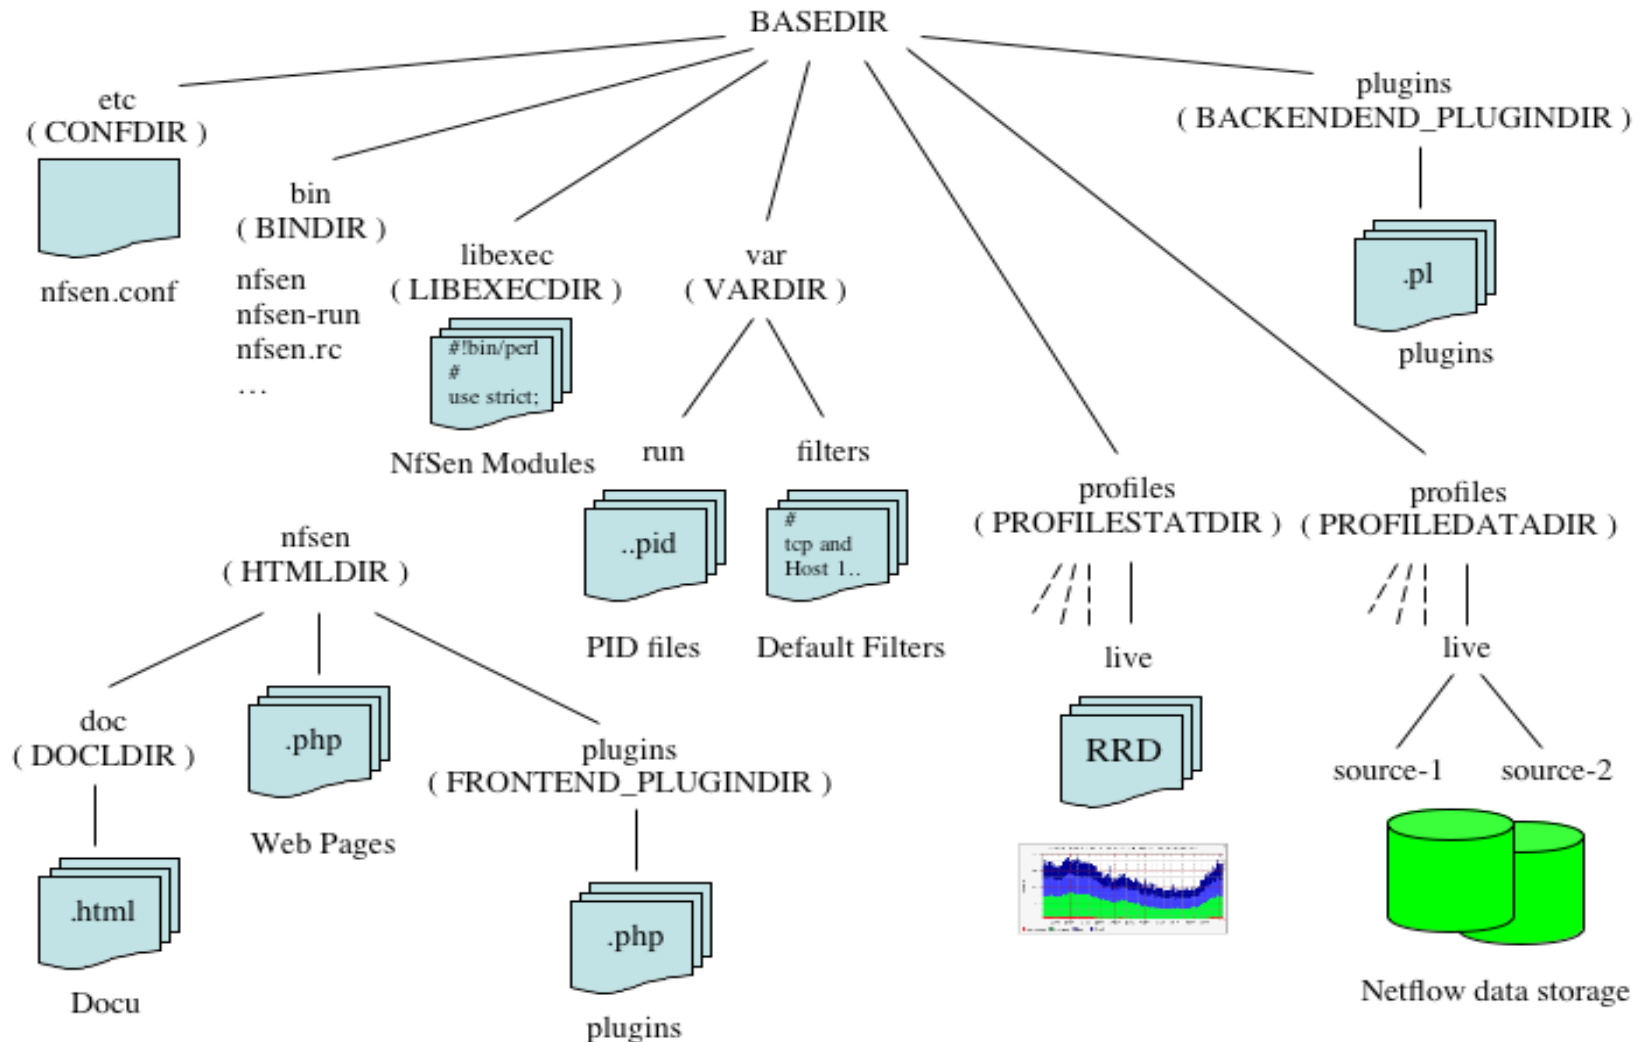 BASEDIR
etc
( CONFDIR )
nfsen.conf
bin
( BINDIR )
nfsen
nfsen-run
nfsen.rc
...
libexec
( LIBEXECDIR )
#!bin/perl
#
use strict;
NfSen Modules
var
( VARDIR )
run
..pid
PID files
filters
#
tcp and
Host 1..
Default Filters
profiles
( PROFILESTATDIR )
live
RRD
profiles
( PROFILEDATADIR )
live
source-1
source-2
Netflow data storage
plugins
( BACKENDEND_PLUGINDIR )
.pl
plugins
nfsen
( HTMLDIR )
doc
( DOCLDIR )
.html
Docu
.php
Web Pages
plugins
( FRONTEND_PLUGINDIR )
.php
plugins